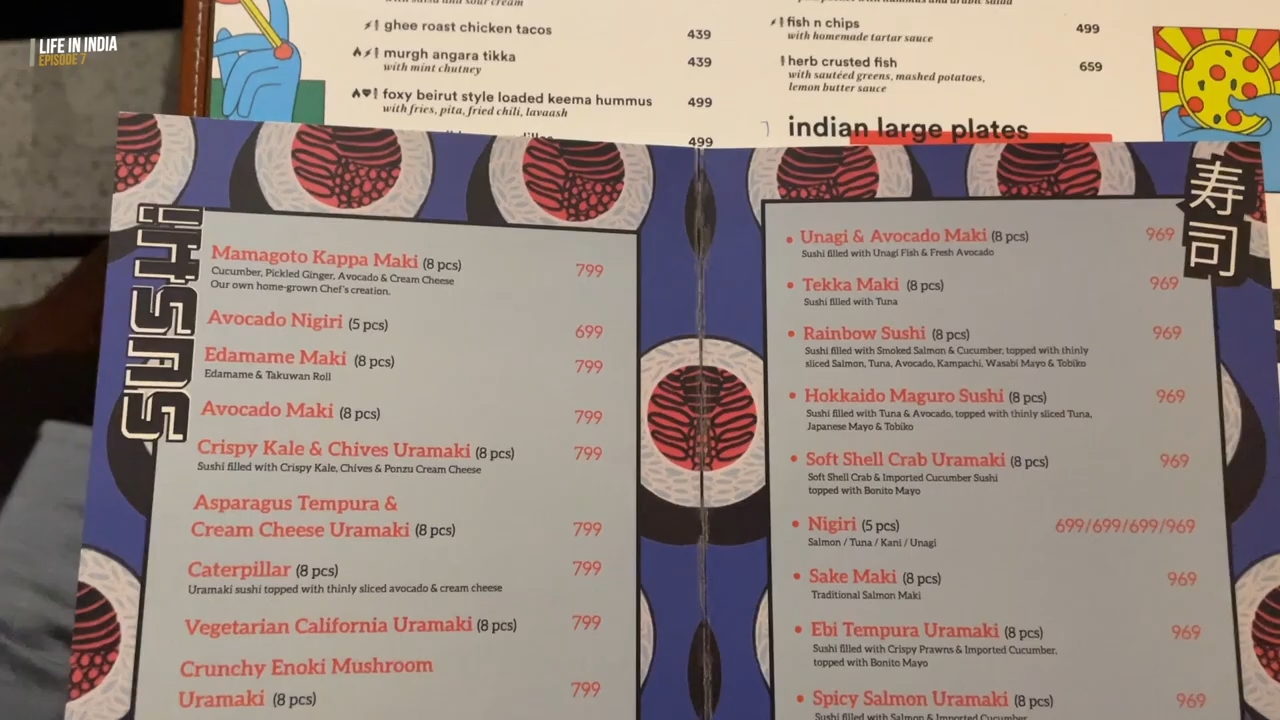 LIFE IN INDIA
EPISODE 7
with salsa and sour cream
ghee roast chicken tacos 439
murgh angara tikka 439
with mint chutney
foxy beirut style loaded keema hummus 499
with fries, pita, fried chili, lavaash
499
fish n chips 499
with homemade tartar sauce
herb crusted fish 659
with sautéed greens, mashed potatoes,
lemon butter sauce
indian large plates
SUSHI
Mamagoto Kappa Maki (8 pcs) 799
Cucumber, Pickled Ginger, Avocado & Cream Cheese
Our own home-grown Chef's creation.
Avocado Nigiri (5 pcs) 699
Edamame Maki (8 pcs) 799
Edamame & Takuwan Roll
Avocado Maki (8 pcs) 799
Crispy Kale & Chives Uramaki (8 pcs) 799
Sushi filled with Crispy Kale, Chives & Ponzu Cream Cheese
Asparagus Tempura &
Cream Cheese Uramaki (8 pcs) 799
Caterpillar (8 pcs) 799
Uramaki sushi topped with thinly sliced avocado & cream cheese
Vegetarian California Uramaki (8 pcs) 799
Crunchy Enoki Mushroom
Uramaki (8 pcs) 799
寿司
Unagi & Avocado Maki (8 pcs) 969
Sushi filled with Unagi Fish & Fresh Avocado
Tekka Maki (8 pcs) 969
Sushi filled with Tuna
Rainbow Sushi (8 pcs) 969
Sushi filled with Smoked Salmon & Cucumber, topped with thinly
sliced Salmon, Tuna, Avocado, Kampachi, Wasabi Mayo & Tobiko
Hokkaido Maguro Sushi (8 pcs) 969
Sushi filled with Tuna & Avocado, topped with thinly sliced Tuna,
Japanese Mayo & Tobiko
Soft Shell Crab Uramaki (8 pcs) 969
Soft Shell Crab & Imported Cucumber Sushi
topped with Bonito Mayo
Nigiri (5 pcs) 699/699/699/969
Salmon / Tuna / Kani / Unagi
Sake Maki (8 pcs) 969
Traditional Salmon Maki
Ebi Tempura Uramaki (8 pcs) 969
Sushi filled with Crispy Prawns & Imported Cucumber,
topped with Bonito Mayo
Spicy Salmon Uramaki (8 pcs) 969
Sushi filled with Salmon & Imported Cucumber